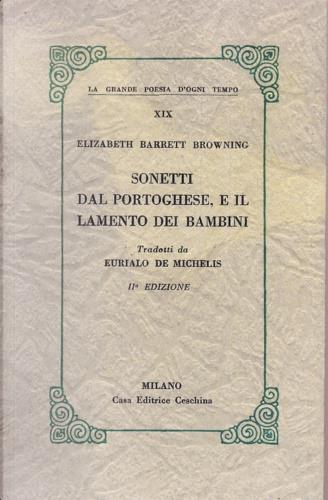 LA GRANDE POESIA D'OGNI TEMPO
XIX
ELIZABETH BARRETT BROWNING
SONETTI
DAL PORTOGHESE, E IL
LAMENTO DEI BAMBINI
Tradotti da
EURIALO DE MICHELIS
IIª EDIZIONE
MILANO
Casa Editrice Ceschina